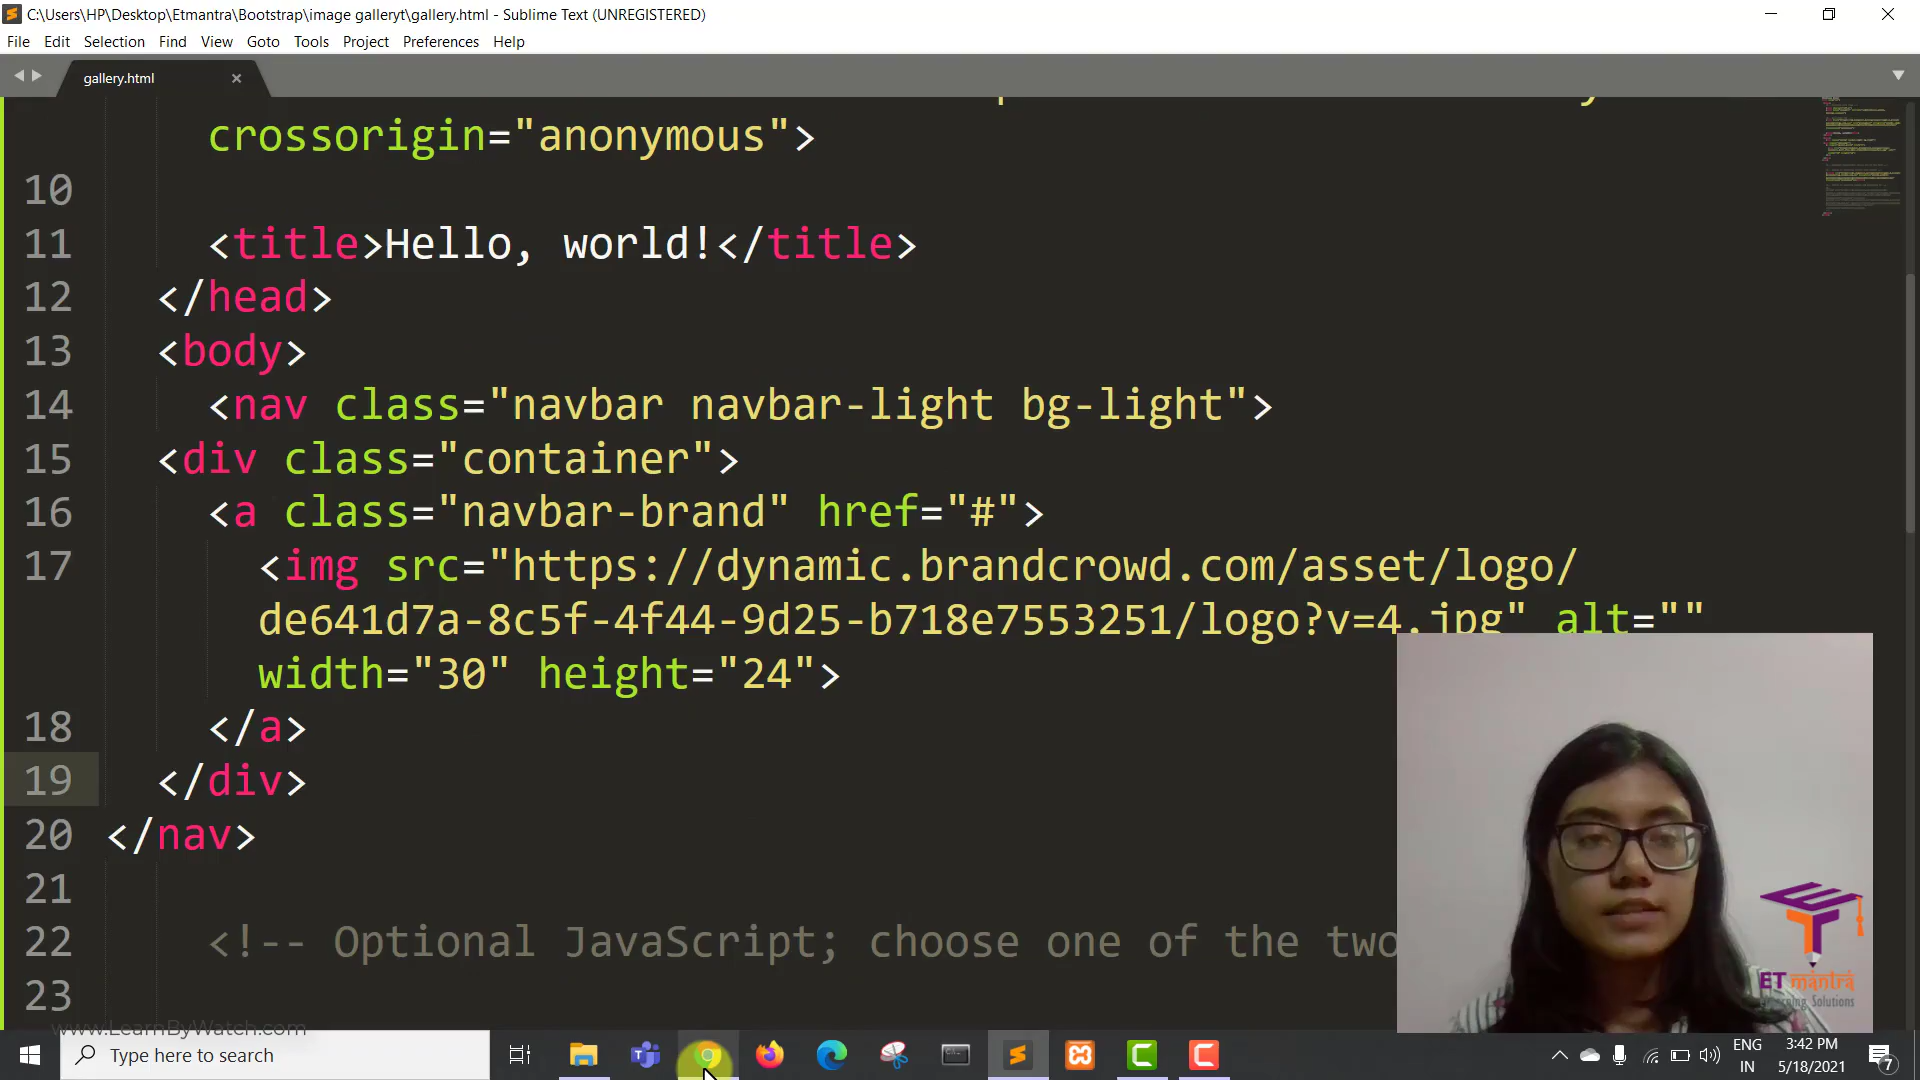 C:\Users\HP\Desktop\Etmantra\Bootstrap\image galleryt\gallery.html - Sublime Text (UNREGISTERED)
File Edit Selection Find View Goto Tools Project Preferences Help
gallery.html
crossorigin="anonymous">
10
11 <title>Hello, world!</title>
12 </head>
13 <body>
14 <nav class="navbar navbar-light bg-light">
15 <div class="container">
16 <a class="navbar-brand" href="#">
17 <img src="https://dynamic.brandcrowd.com/asset/logo/
de641d7a-8c5f-4f44-9d25-b718e7553251/logo?v=4.jpg" alt=""
width="30" height="24">
18 </a>
19 </div>
20 </nav>
21
22 <!-- Optional JavaScript; choose one of the two
23
ET mantra
eLearning Solutions
www.LearnByWatch.com
Type here to search
ENG
IN
3:42 PM
5/18/2021
7